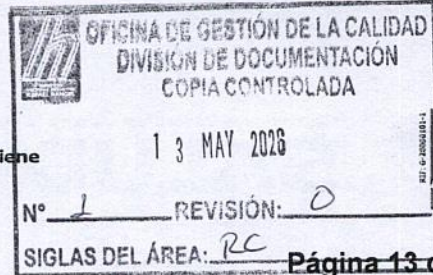 OFICINA DE GESTIÓN DE LA CALIDAD
DIVISIÓN DE DOCUMENTACIÓN
COPIA CONTROLADA
iene
1 3 MAY 2026
Nº 1 REVISIÓN: 0
SIGLAS DEL ÁREA: RC
Página 13 d